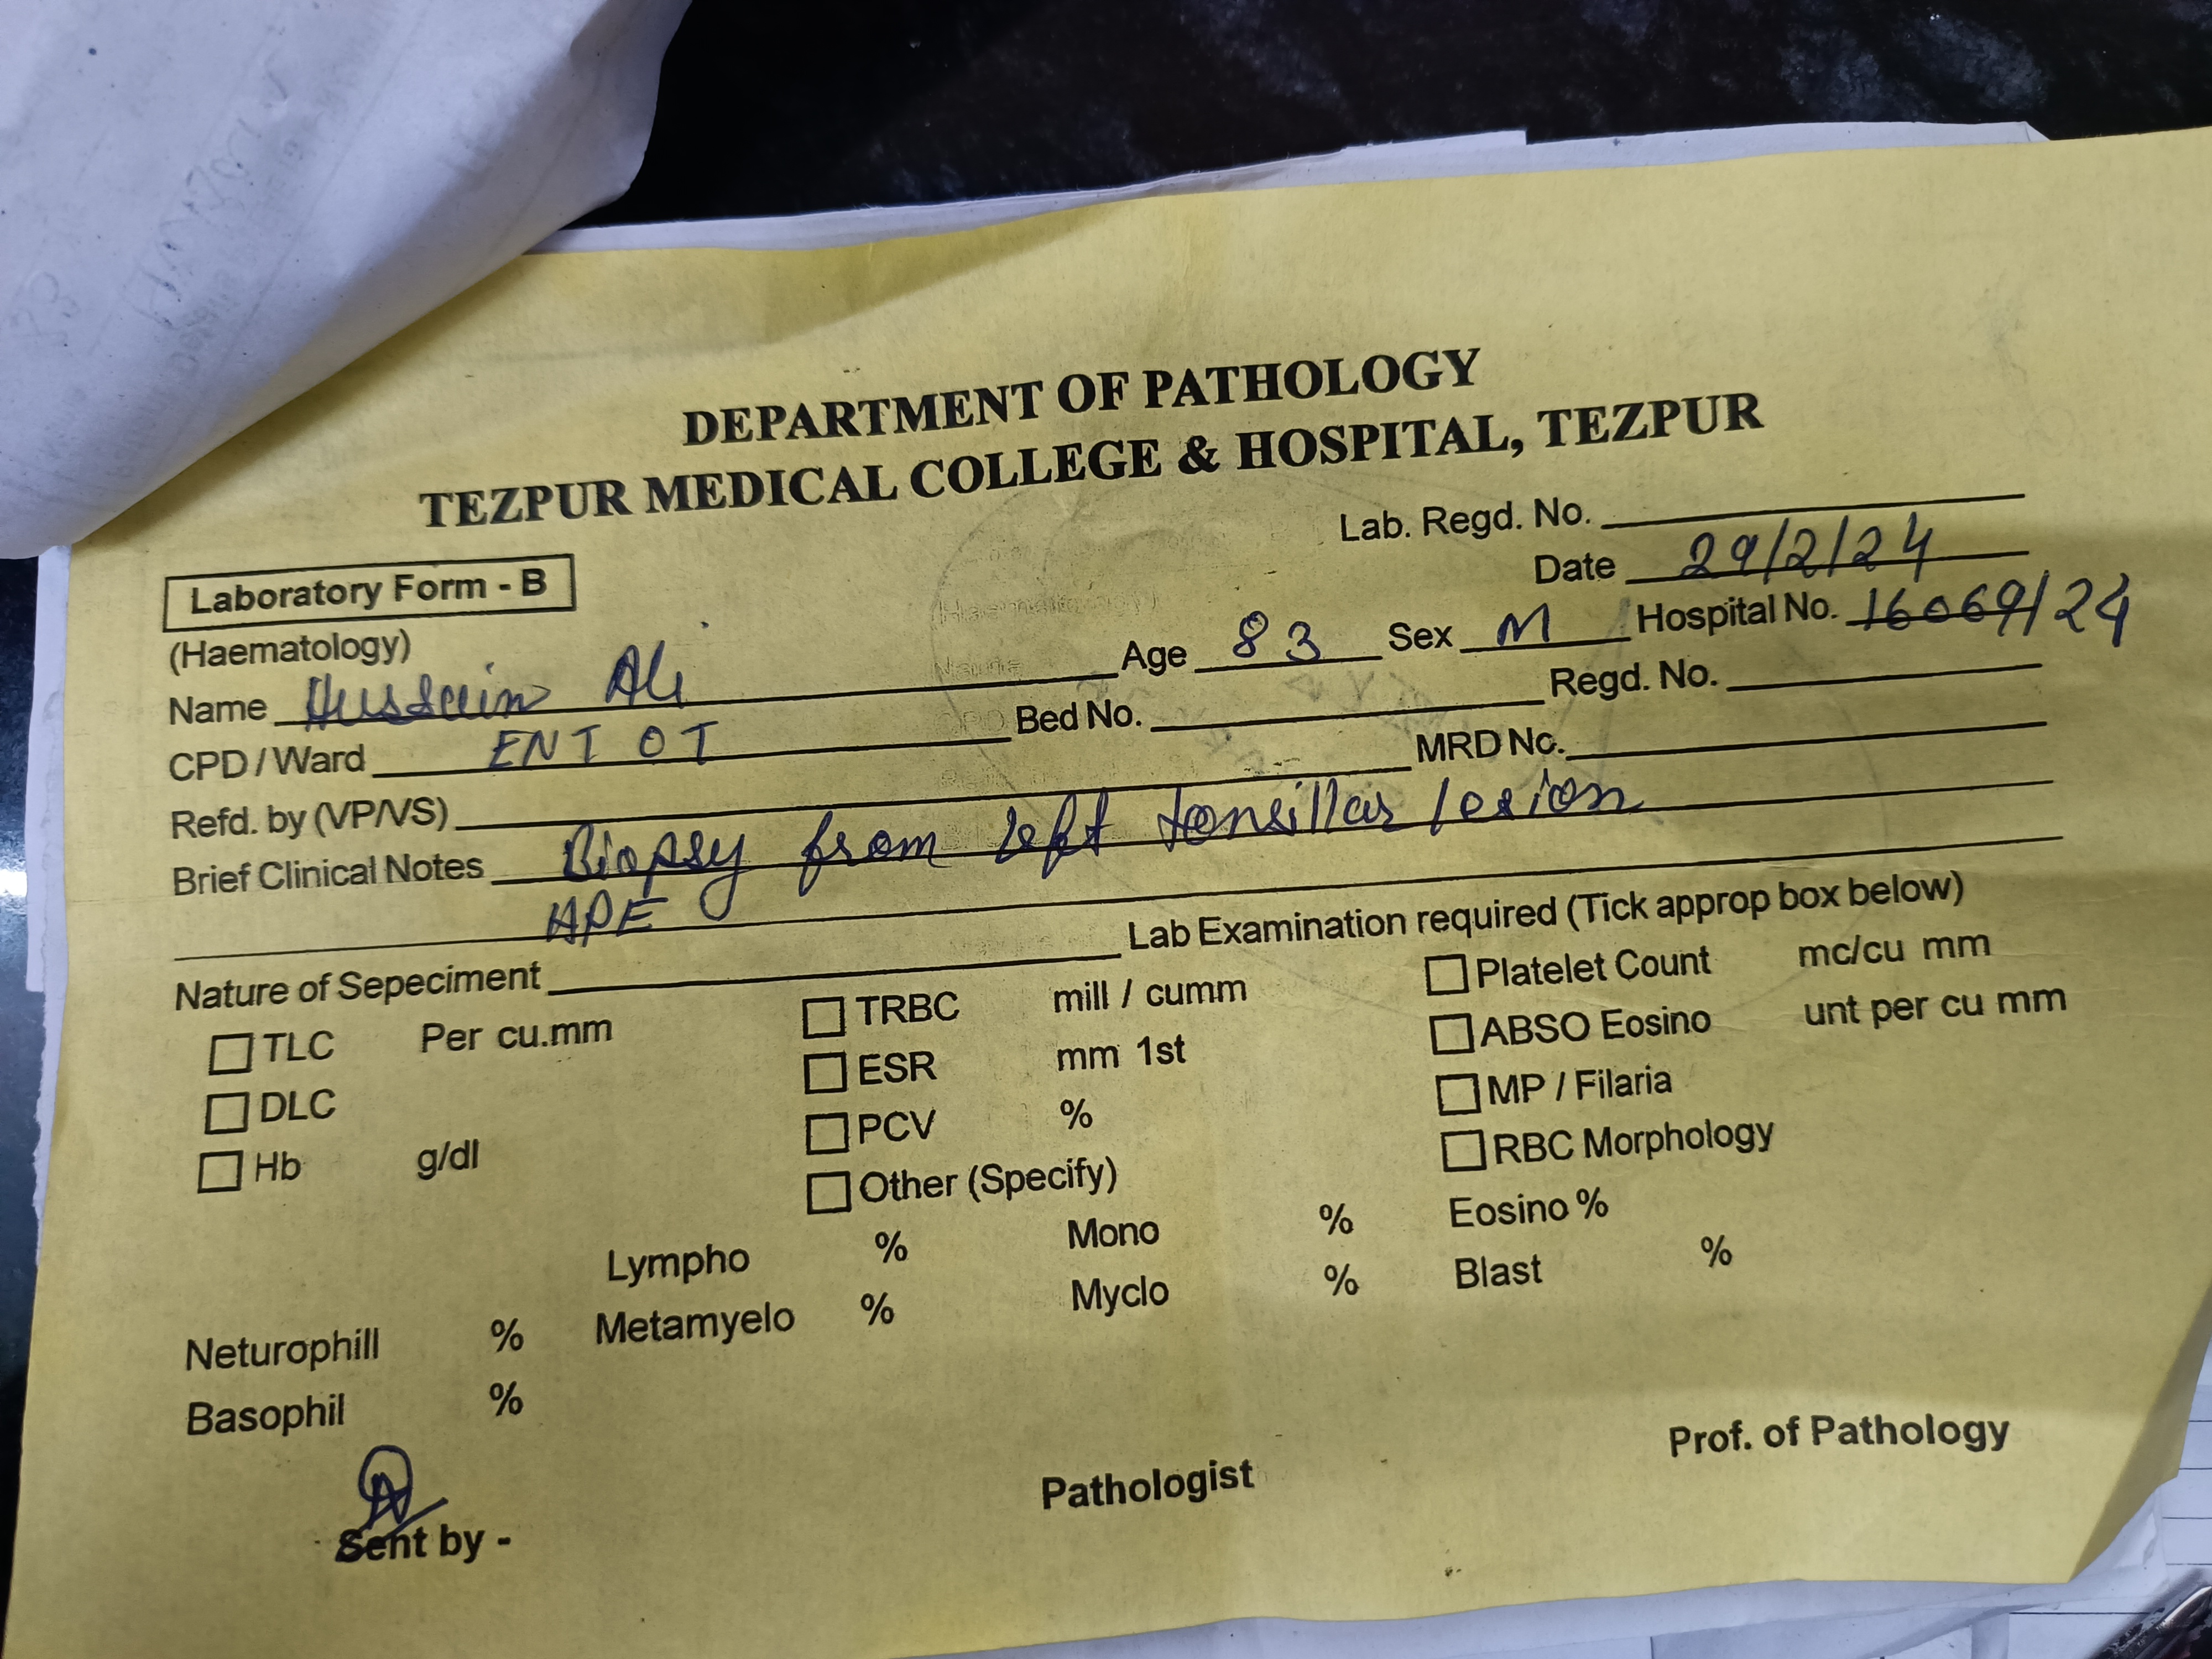 DEPARTMENT OF PATHOLOGY
TEZPUR MEDICAL COLLEGE & HOSPITAL, TEZPUR
Lab. Regd. No.
Laboratory Form - B
Date 29/2/24
(Haematology)
Name Hussain Ali Age 83 Sex M Hospital No. 16069/24
CPD / Ward ENT OT Bed No. Regd. No.
Refd. by (VP/VS) MRD No.
Brief Clinical Notes Biopsy from left tonsillar lesion
HPE
Nature of Sepeciment Lab Examination required (Tick approp box below)
TLC Per cu.mm TRBC mill / cumm Platelet Count mc/cu mm
DLC ESR mm 1st ABSO Eosino unt per cu mm
Hb g/dl PCV % MP / Filaria
Other (Specify) RBC Morphology
Lympho % Mono % Eosino %
Neturophill % Metamyelo % Myclo % Blast %
Basophil %
Sent by - Pathologist Prof. of Pathology